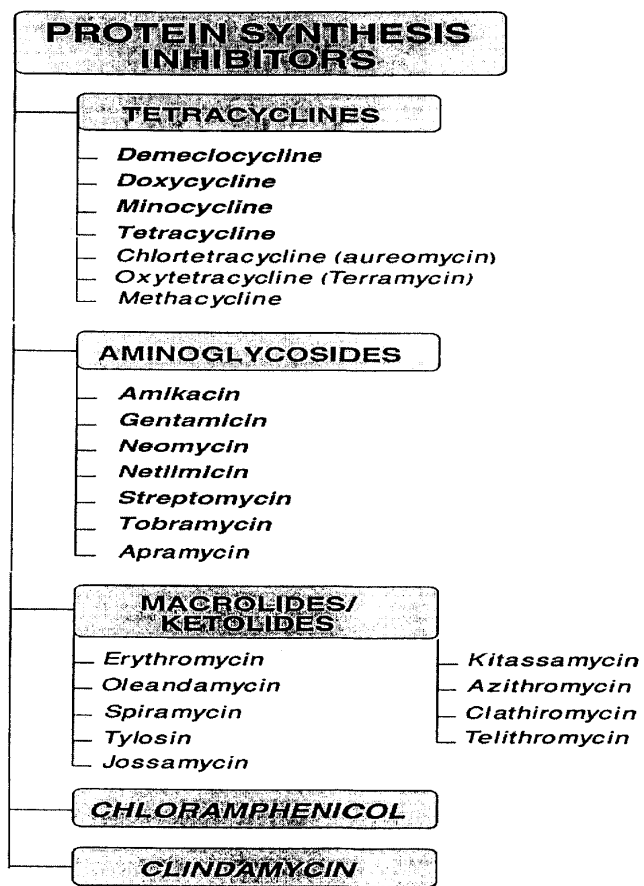 PROTEIN SYNTHESIS
INHIBITORS
TETRACYCLINES
Demeclocycline
Doxycycline
Minocycline
Tetracycline
Chlortetracycline (aureomycin)
Oxytetracycline (Terramycin)
Methacycline
AMINOGLYCOSIDES
Amikacin
Gentamicin
Neomycin
Netilmicin
Streptomycin
Tobramycin
Apramycin
MACROLIDES/
KETOLIDES
Erythromycin
Oleandamycin
Spiramycin
Tylosin
Jossamycin
Kitassamycin
Azithromycin
Clathiromycin
Telithromycin
CHLORAMPHENICOL
CLINDAMYCIN